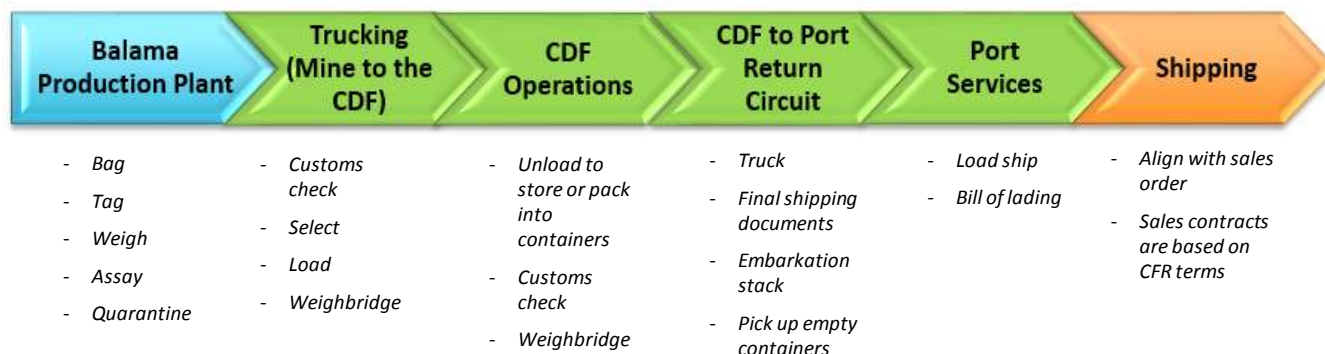 Balama
Production Plant
Trucking
(Mine to the
CDF)
CDF
Operations
CDF to Port
Return
Circuit
Port
Services
Shipping
- Bag
- Tag
- Weigh
- Assay
- Quarantine
- Customs
check
- Select
- Load
- Weighbridge
- Unload to
store or pack
into
containers
- Customs
check
- Weighbridge
- Truck
- Final shipping
documents
- Embarkation
stack
- Pick up empty
containers
- Load ship
- Bill of lading
- Align with sales
order
- Sales contracts
are based on
CFR terms